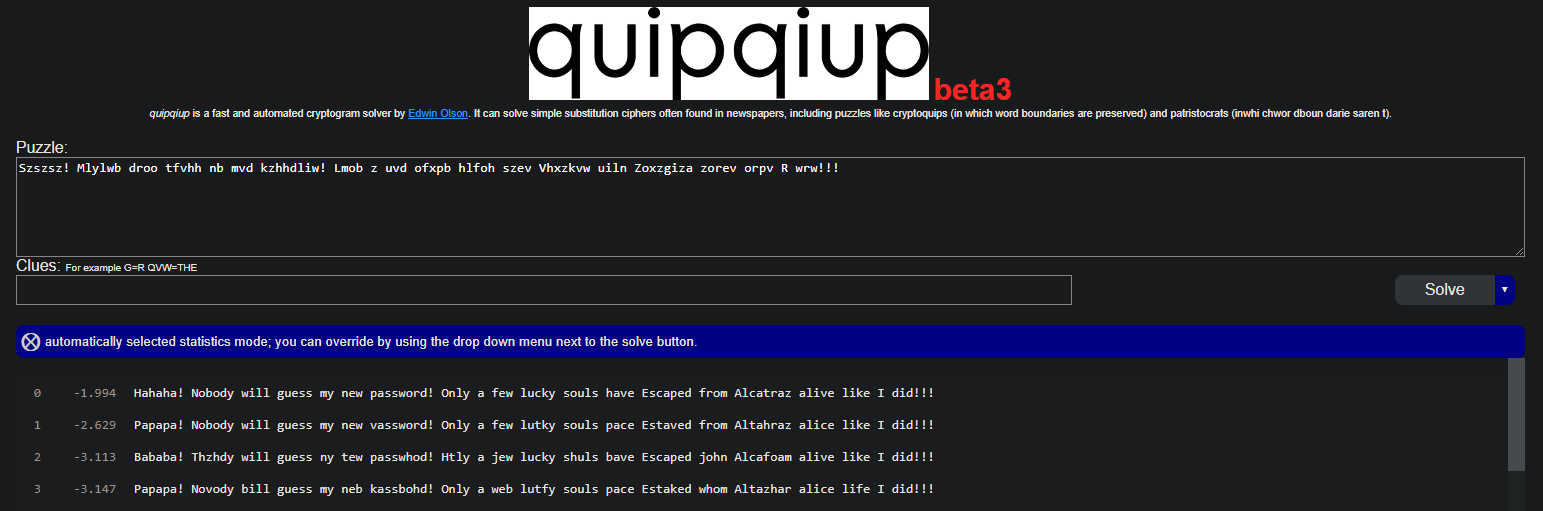 quipqiup beta3
quipqiup is a fast and automated cryptogram solver by Edwin Olson. It can solve simple substitution ciphers often found in newspapers, including puzzles like cryptoquips (in which word boundaries are preserved) and patristocrats (inwhi chwor dboun darie saren t).
Puzzle:
Szszsz! Mlylwb droo tfvhh nb mvd kzhhdliw! Lmob z uvd ofxpb hlfoh szev Vhxzkvw uiln Zoxzgiza zorev orpv R wrw!!!
Clues: For example G=R QVW=THE
Solve ▾
automatically selected statistics mode; you can override by using the drop down menu next to the solve button.
0 -1.994 Hahaha! Nobody will guess my new password! Only a few lucky souls have Escaped from Alcatraz alive like I did!!!
1 -2.629 Papapa! Nobody will guess my new vassword! Only a few lutky souls pace Estaved from Altahraz alice like I did!!!
2 -3.113 Bababa! Thzhdy will guess ny tew passwhod! Htly a jew lucky shuls bave Escaped john Alcafoam alive like I did!!!
3 -3.147 Papapa! Novody bill guess my neb kassbohd! Only a web lutfy souls pace Estaked whom Altazhar alice life I did!!!